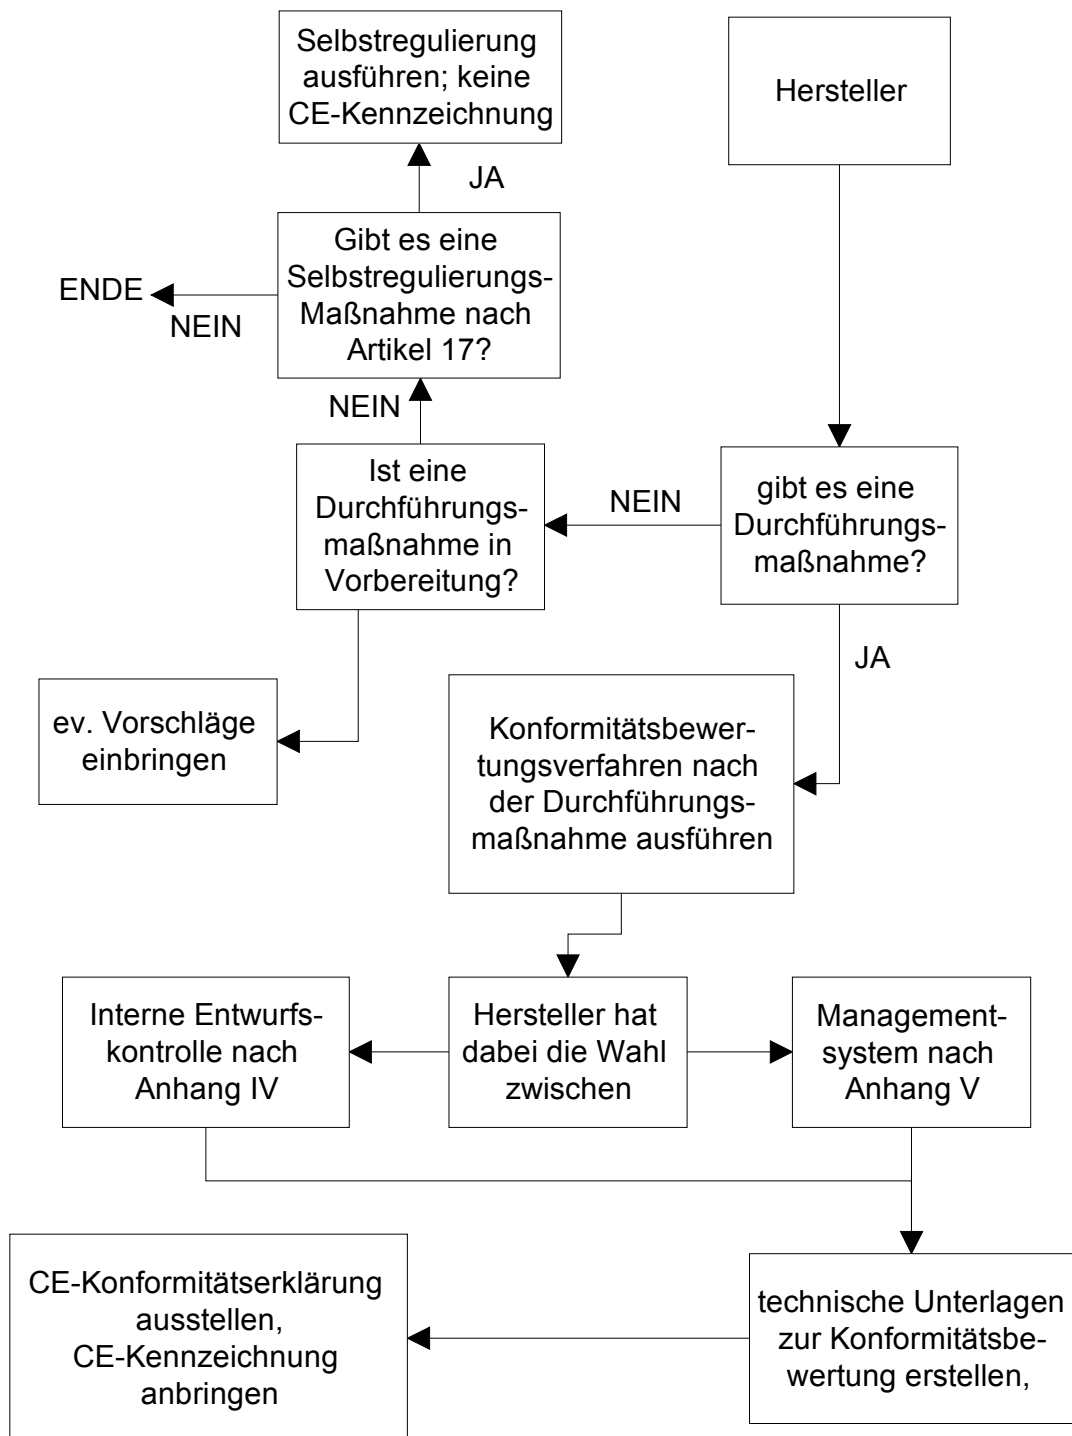 Selbstregulierung
ausführen; keine
CE-Kennzeichnung
Hersteller
JA
Gibt es eine
Selbstregulierungs-
Maßnahme nach
Artikel 17?
ENDE
NEIN
NEIN
Ist eine
Durchführungs-
maßnahme in
Vorbereitung?
NEIN
gibt es eine
Durchführungs-
maßnahme?
JA
ev. Vorschläge
einbringen
Konformitätsbewer-
tungsverfahren nach
der Durchführungs-
maßnahme ausführen
Interne Entwurfs-
kontrolle nach
Anhang IV
Hersteller hat
dabei die Wahl
zwischen
Management-
system nach
Anhang V
CE-Konformitätserklärung
ausstellen,
CE-Kennzeichnung
anbringen
technische Unterlagen
zur Konformitätsbe-
wertung erstellen,